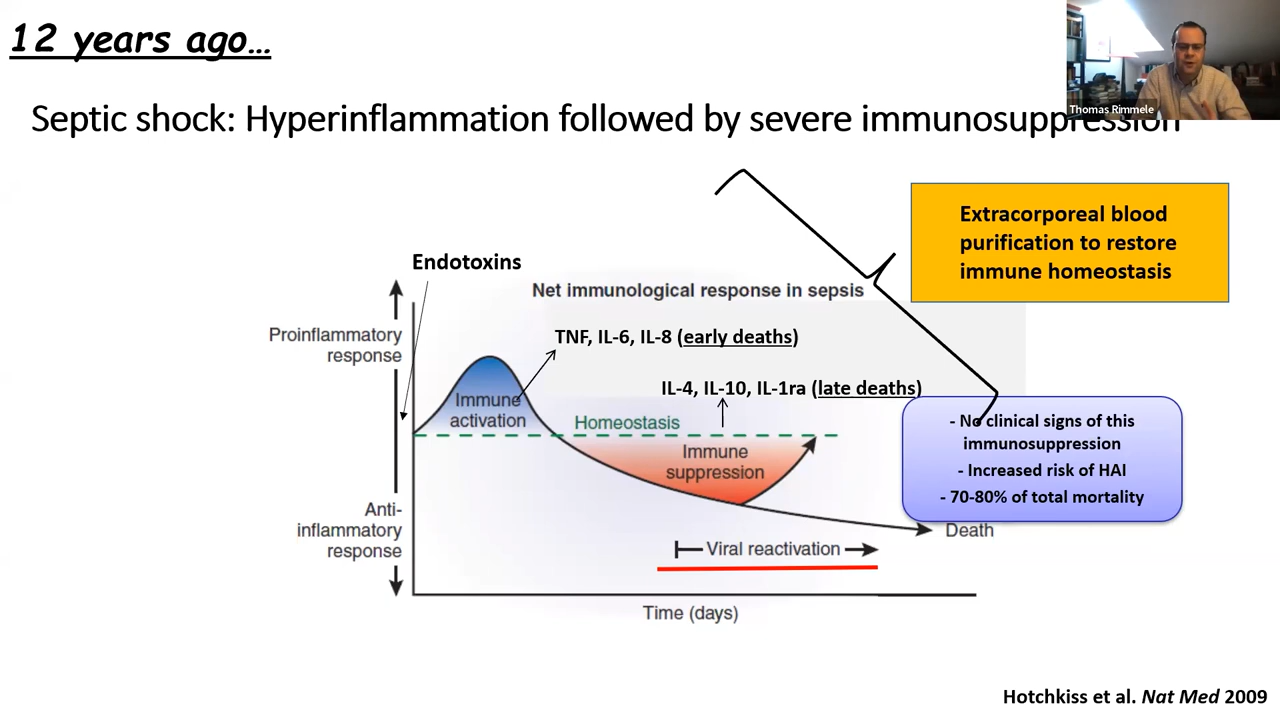 12 years ago…
Thomas Rimmele
Septic shock: Hyperinflammation followed by severe immunosuppression
Extracorporeal blood
purification to restore
immune homeostasis
Endotoxins
Net immunological response in sepsis
Proinflammatory
response
TNF, IL-6, IL-8 (early deaths)
IL-4, IL-10, IL-1ra (late deaths)
Immune
activation
Homeostasis
Immune
suppression
- No clinical signs of this
immunosuppression
- Increased risk of HAI
- 70-80% of total mortality
Anti-
inflammatory
response
Death
Viral reactivation
Time (days)
Hotchkiss et al. Nat Med 2009